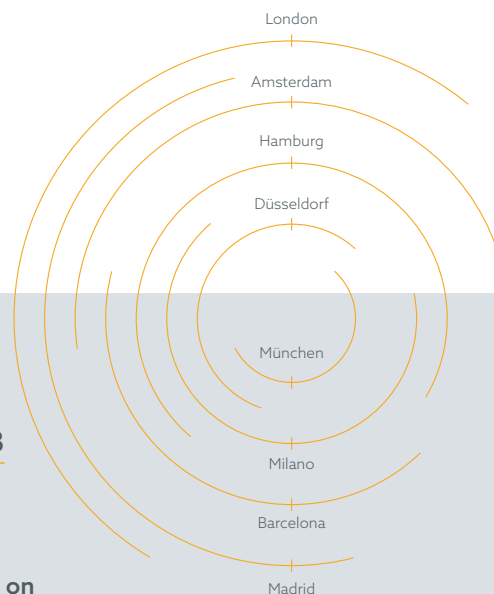 London
Amsterdam
Hamburg
Düsseldorf
München
Milano
Barcelona
Madrid
on